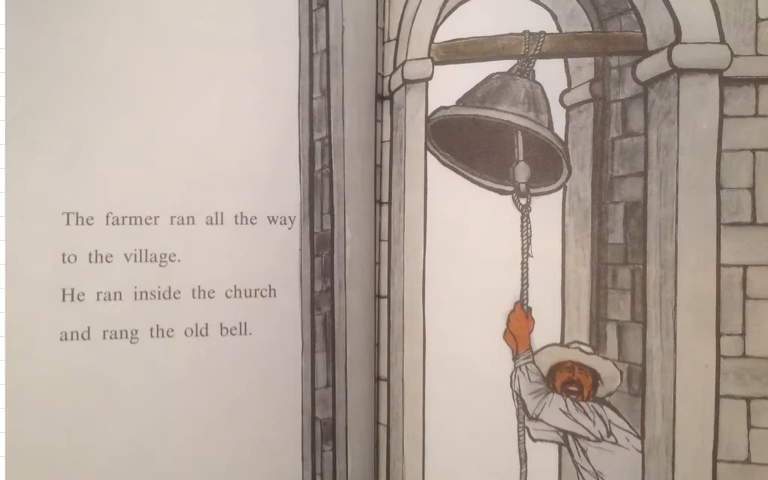 The farmer ran all the way
to the village.
He ran inside the church
and rang the old bell.